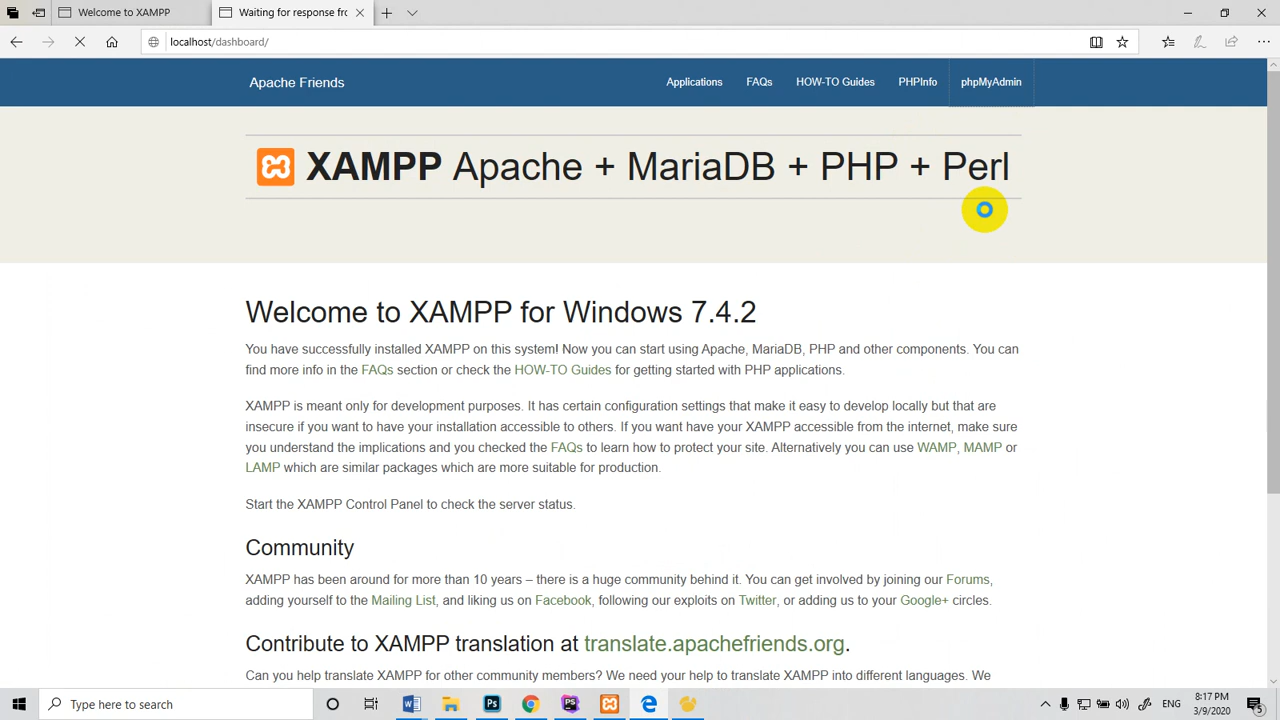 Welcome to XAMPP
Waiting for response fro
localhost/dashboard/
Apache Friends
Applications
FAQs
HOW-TO Guides
PHPInfo
phpMyAdmin
XAMPP Apache + MariaDB + PHP + Perl
Welcome to XAMPP for Windows 7.4.2
You have successfully installed XAMPP on this system! Now you can start using Apache, MariaDB, PHP and other components. You can
find more info in the FAQs section or check the HOW-TO Guides for getting started with PHP applications.
XAMPP is meant only for development purposes. It has certain configuration settings that make it easy to develop locally but that are
insecure if you want to have your installation accessible to others. If you want have your XAMPP accessible from the internet, make sure
you understand the implications and you checked the FAQs to learn how to protect your site. Alternatively you can use WAMP, MAMP or
LAMP which are similar packages which are more suitable for production.
Start the XAMPP Control Panel to check the server status.
Community
XAMPP has been around for more than 10 years – there is a huge community behind it. You can get involved by joining our Forums,
adding yourself to the Mailing List, and liking us on Facebook, following our exploits on Twitter, or adding us to your Google+ circles.
Contribute to XAMPP translation at translate.apachefriends.org.
Can you help translate XAMPP for other community members? We need your help to translate XAMPP into different languages. We
Type here to search
W
Ps
PS
ENG
8:17 PM
3/9/2020
5